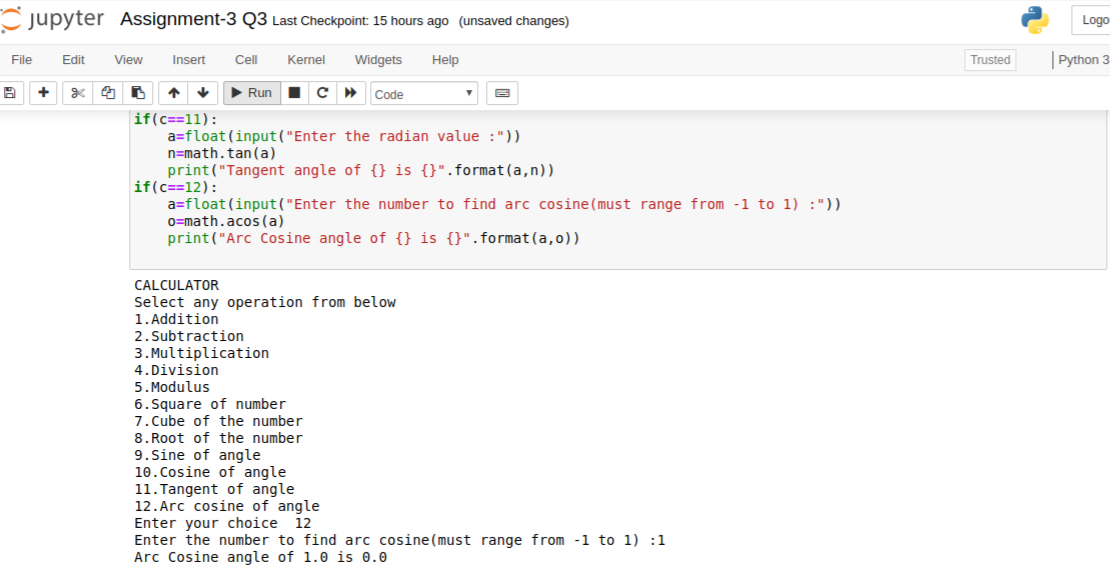 jupyter Assignment-3 Q3 Last Checkpoint: 15 hours ago (unsaved changes)
File Edit View Insert Cell Kernel Widgets Help Trusted Python 3
Run Code
if(c==11):
    a=float(input("Enter the radian value :"))
    n=math.tan(a)
    print("Tangent angle of {} is {}".format(a,n))
if(c==12):
    a=float(input("Enter the number to find arc cosine(must range from -1 to 1) :"))
    o=math.acos(a)
    print("Arc Cosine angle of {} is {}".format(a,o))
CALCULATOR
Select any operation from below
1.Addition
2.Subtraction
3.Multiplication
4.Division
5.Modulus
6.Square of number
7.Cube of the number
8.Root of the number
9.Sine of angle
10.Cosine of angle
11.Tangent of angle
12.Arc cosine of angle
Enter your choice  12
Enter the number to find arc cosine(must range from -1 to 1) :1
Arc Cosine angle of 1.0 is 0.0